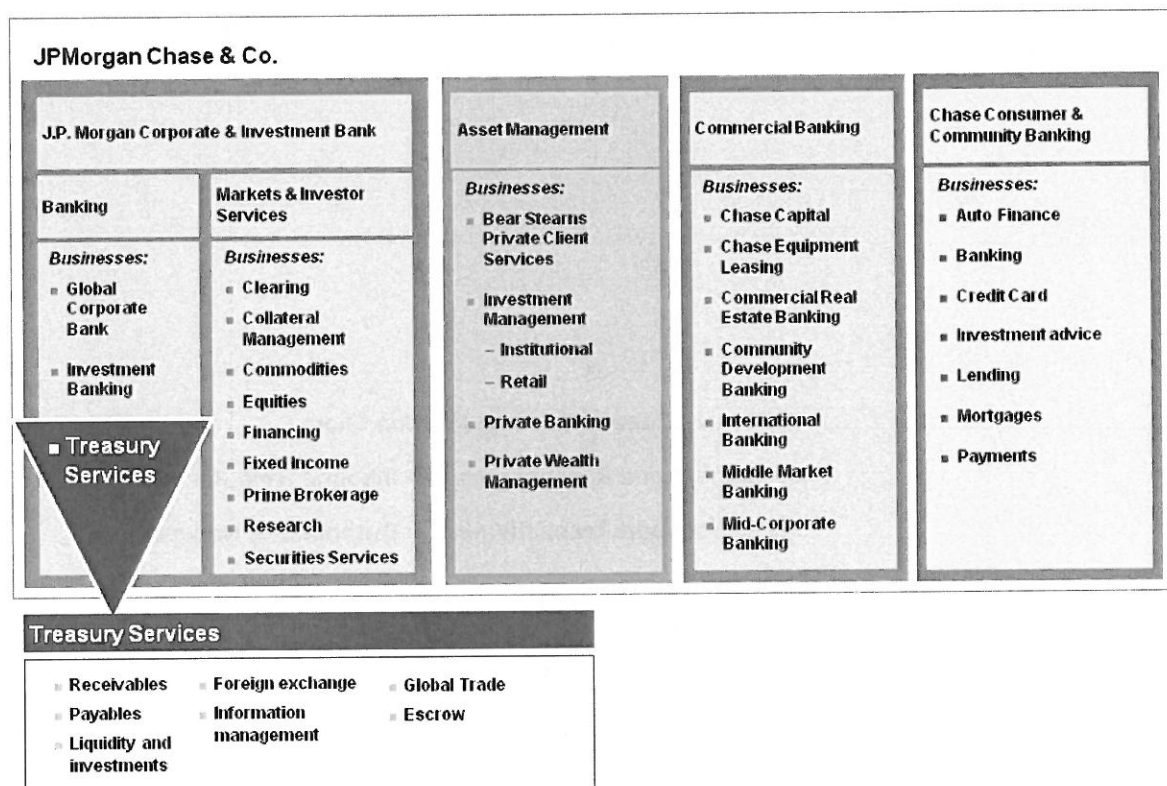 JPMorgan Chase & Co.
J.P. Morgan Corporate & Investment Bank
Banking
Businesses:
▪ Global
Corporate
Bank
▪ Investment
Banking
▪ Treasury
Services
Markets & Investor
Services
Businesses:
▪ Clearing
▪ Collateral
Management
▪ Commodities
▪ Equities
▪ Financing
▪ Fixed Income
▪ Prime Brokerage
▪ Research
▪ Securities Services
Asset Management
Businesses:
▪ Bear Stearns
Private Client
Services
▪ Investment
Management
– Institutional
– Retail
▪ Private Banking
▪ Private Wealth
Management
Commercial Banking
Businesses:
▪ Chase Capital
▪ Chase Equipment
Leasing
▪ Commercial Real
Estate Banking
▪ Community
Development
Banking
▪ International
Banking
▪ Middle Market
Banking
▪ Mid-Corporate
Banking
Chase Consumer &
Community Banking
Businesses:
▪ Auto Finance
▪ Banking
▪ Credit Card
▪ Investment advice
▪ Lending
▪ Mortgages
▪ Payments
Treasury Services
▪ Receivables
▪ Payables
▪ Liquidity and
investments
▪ Foreign exchange
▪ Information
management
▪ Global Trade
▪ Escrow